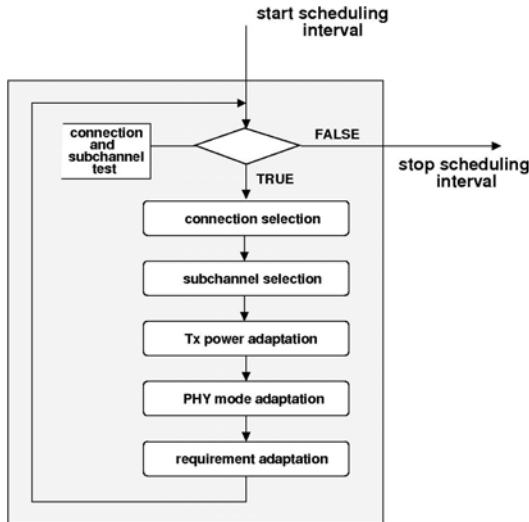 start scheduling
interval
connection
and
subchannel
test
FALSE
stop scheduling
interval
TRUE
connection selection
subchannel selection
Tx power adaptation
PHY mode adaptation
requirement adaptation